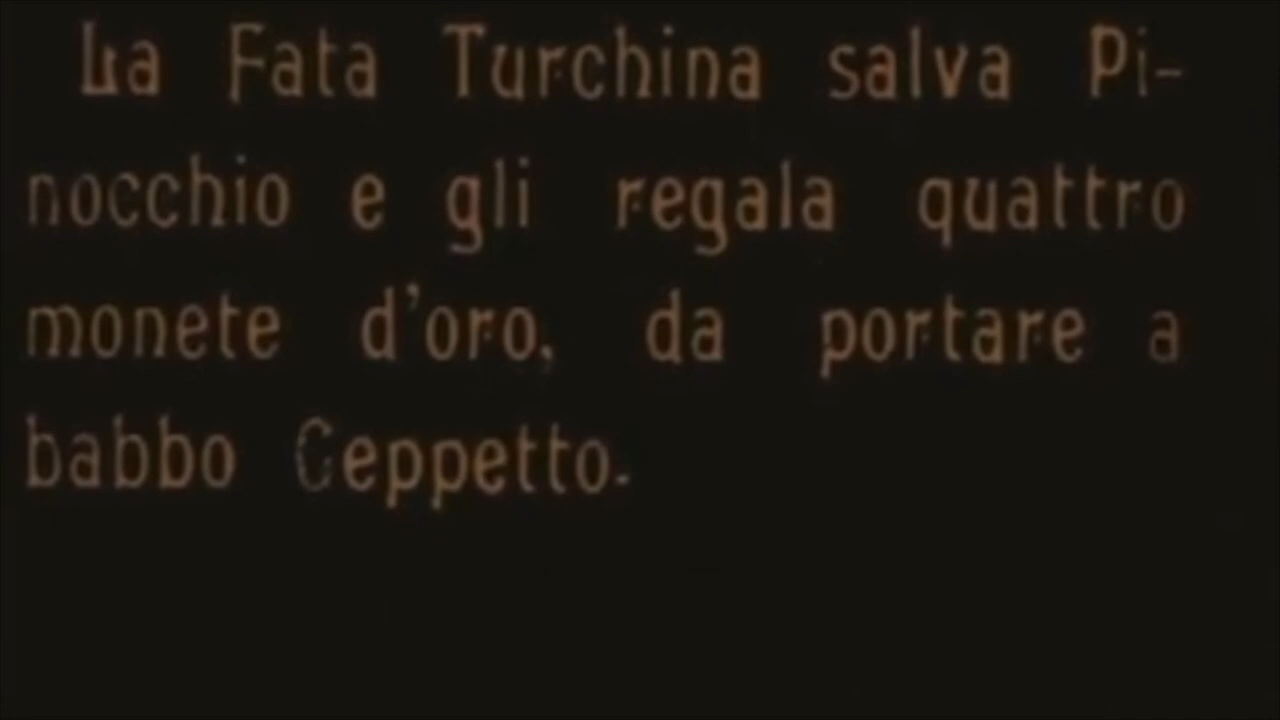 La Fata Turchina salva Pi-
nocchio e gli regala quattro
monete d'oro, da portare a
babbo Geppetto.